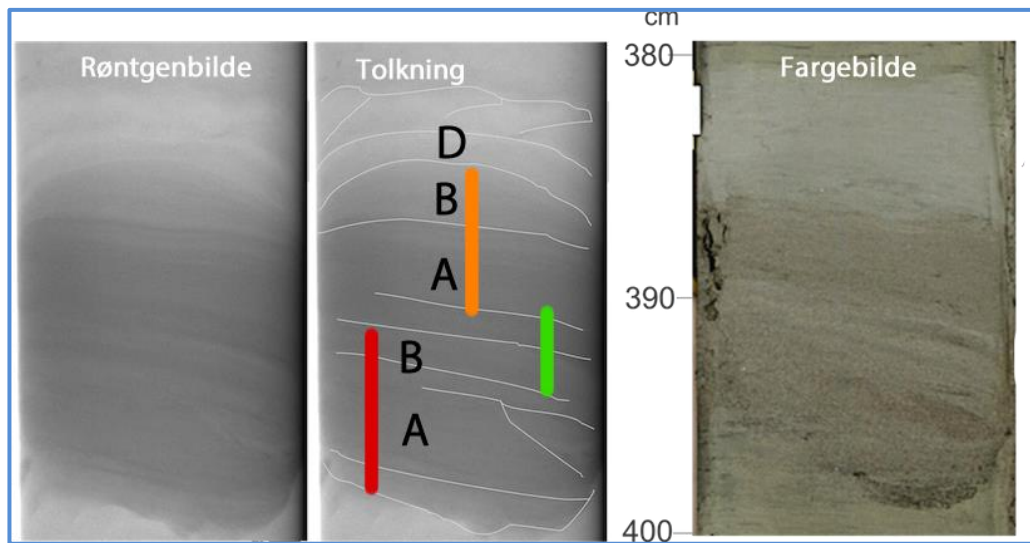 Røntgenbilde
Tolkning
cm
380
Fargebilde
D
B
A
390
B
A
400